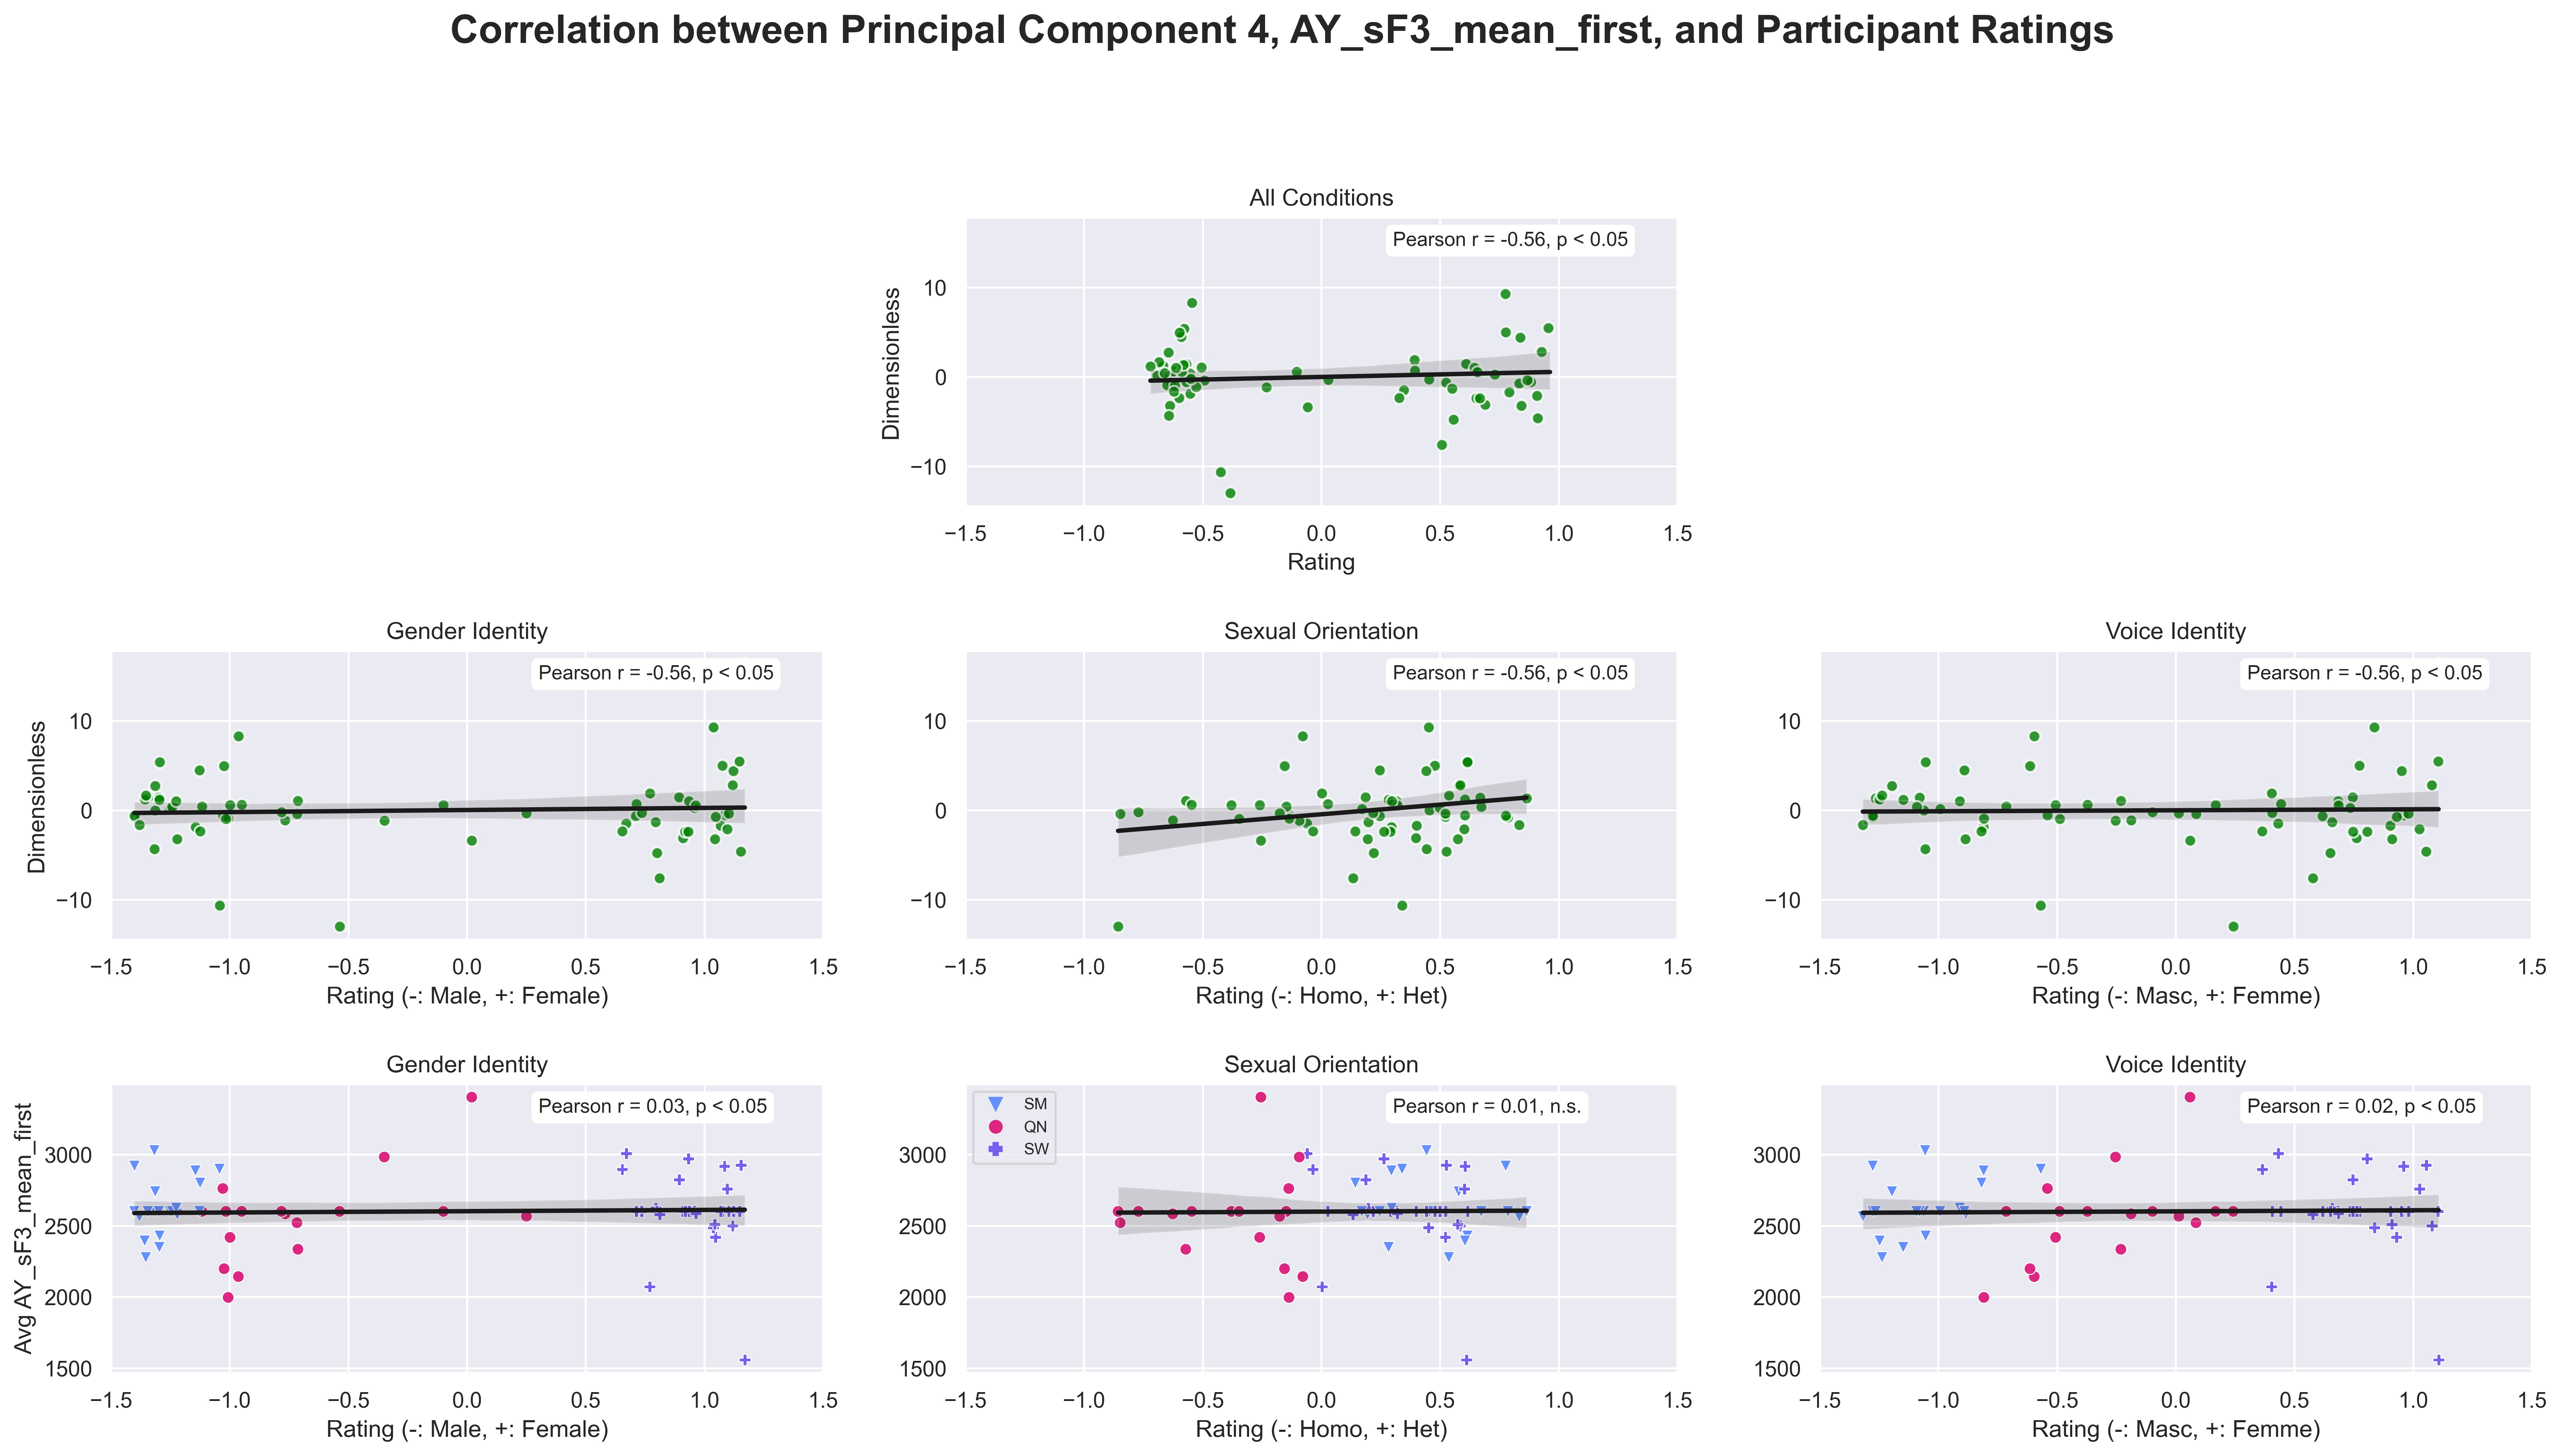 Correlation between Principal Component 4, AY_sF3_mean_first, and Participant Ratings
All Conditions
Pearson r = -0.56, p < 0.05
Dimensionless
10
0
−10
−1.5 −1.0 −0.5 0.0 0.5 1.0 1.5
Rating
Gender Identity
Pearson r = -0.56, p < 0.05
Dimensionless
10
0
−10
−1.5 −1.0 −0.5 0.0 0.5 1.0 1.5
Rating (-: Male, +: Female)
Sexual Orientation
Pearson r = -0.56, p < 0.05
10
0
−10
−1.5 −1.0 −0.5 0.0 0.5 1.0 1.5
Rating (-: Homo, +: Het)
Voice Identity
Pearson r = -0.56, p < 0.05
10
0
−10
−1.5 −1.0 −0.5 0.0 0.5 1.0 1.5
Rating (-: Masc, +: Femme)
Gender Identity
Pearson r = 0.03, p < 0.05
Avg AY_sF3_mean_first
3000
2500
2000
1500
−1.5 −1.0 −0.5 0.0 0.5 1.0 1.5
Rating (-: Male, +: Female)
Sexual Orientation
SM
QN
SW
Pearson r = 0.01, n.s.
3000
2500
2000
1500
−1.5 −1.0 −0.5 0.0 0.5 1.0 1.5
Rating (-: Homo, +: Het)
Voice Identity
Pearson r = 0.02, p < 0.05
3000
2500
2000
1500
−1.5 −1.0 −0.5 0.0 0.5 1.0 1.5
Rating (-: Masc, +: Femme)